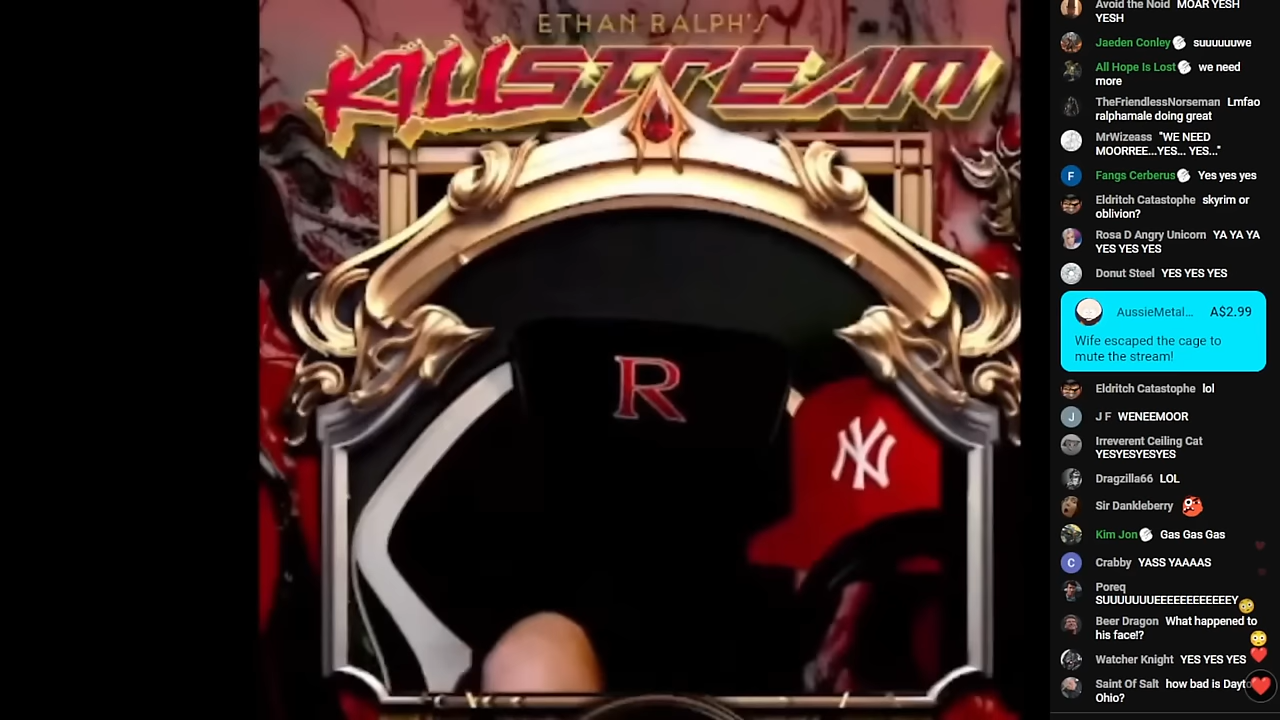 ETHAN RALPH'S
KILLSTREAM
R
NY
Avoid the Noid MOAR YESH
YESH
Jaeden Conley suuuuuwe
All Hope Is Lost we need
more
TheFriendlessNorseman Lmfao
ralphamale doing great
MrWizeass "WE NEED
MOORREE...YES... YES..."
F Fangs Cerberus Yes yes yes
Eldritch Catastophe skyrim or
oblivion?
Rosa D Angry Unicorn YA YA YA
YES YES YES
Donut Steel YES YES YES
AussieMetal... A$2.99
Wife escaped the cage to
mute the stream!
Eldritch Catastophe lol
J J F WENEEMOOR
Irreverent Ceiling Cat
YESYESYESYES
Dragzilla66 LOL
Sir Dankleberry
Kim Jon Gas Gas Gas
C Crabby YASS YAAAAS
Poreq
SUUUUUUUEEEEEEEEEEEEY
Beer Dragon What happened to
his face!?
Watcher Knight YES YES YES
Saint Of Salt how bad is
Ohio?